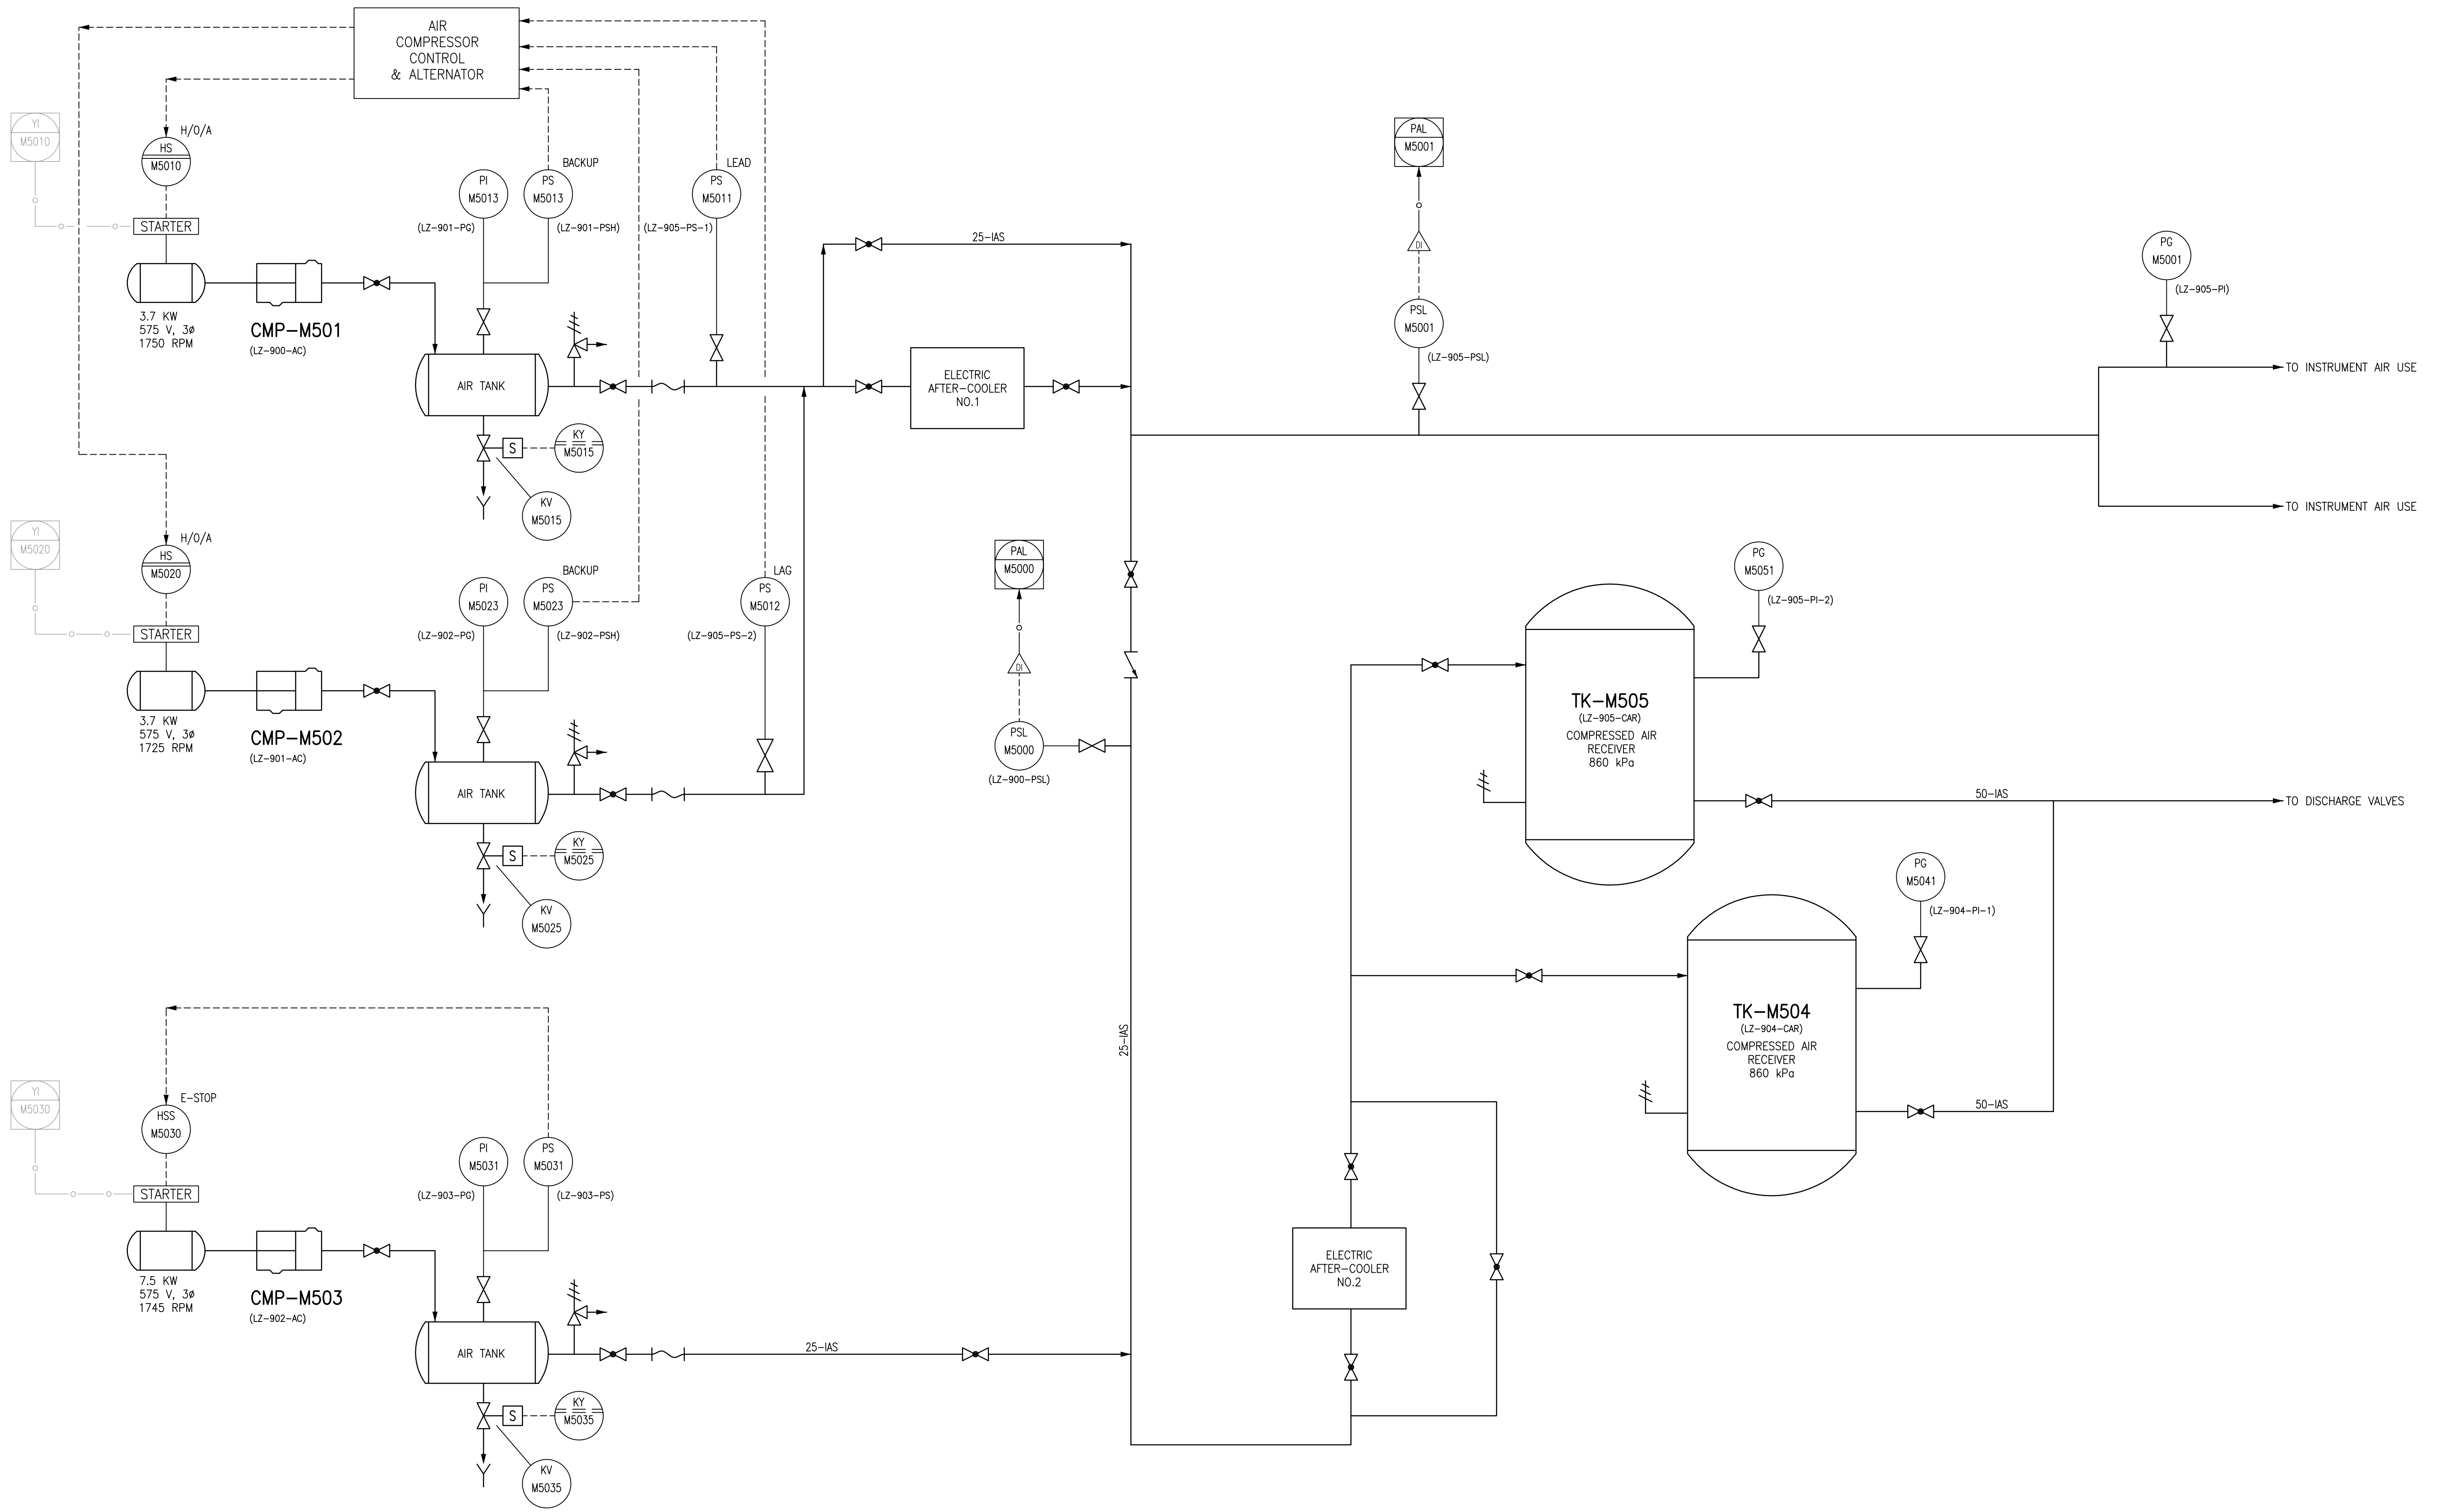 AIR
COMPRESSOR
CONTROL
& ALTERNATOR
YI
M5010
H/O/A
HS
M5010
STARTER
3.7 KW
575 V, 3ø
1750 RPM
CMP-M501
(LZ-900-AC)
PI
M5013
(LZ-901-PG)
BACKUP
PS
M5013
(LZ-901-PSH)
LEAD
PS
M5011
(LZ-905-PS-1)
AIR TANK
S
KY
M5015
KV
M5015
25-IAS
ELECTRIC
AFTER-COOLER
NO.1
PAL
M5001
DI
PSL
M5001
(LZ-905-PSL)
PG
M5001
(LZ-905-PI)
TO INSTRUMENT AIR USE
TO INSTRUMENT AIR USE
YI
M5020
H/O/A
HS
M5020
STARTER
3.7 KW
575 V, 3ø
1725 RPM
CMP-M502
(LZ-901-AC)
PI
M5023
(LZ-902-PG)
BACKUP
PS
M5023
(LZ-902-PSH)
LAG
PS
M5012
(LZ-905-PS-2)
AIR TANK
S
KY
M5025
KV
M5025
PAL
M5000
DI
PSL
M5000
(LZ-900-PSL)
PG
M5051
(LZ-905-PI-2)
TK-M505
(LZ-905-CAR)
COMPRESSED AIR
RECEIVER
860 kPa
50-IAS
TO DISCHARGE VALVES
PG
M5041
(LZ-904-PI-1)
TK-M504
(LZ-904-CAR)
COMPRESSED AIR
RECEIVER
860 kPa
50-IAS
25-IAS
YI
M5030
E-STOP
HSS
M5030
STARTER
7.5 KW
575 V, 3ø
1745 RPM
CMP-M503
(LZ-902-AC)
PI
M5031
(LZ-903-PG)
PS
M5031
(LZ-903-PS)
AIR TANK
S
KY
M5035
KV
M5035
25-IAS
ELECTRIC
AFTER-COOLER
NO.2